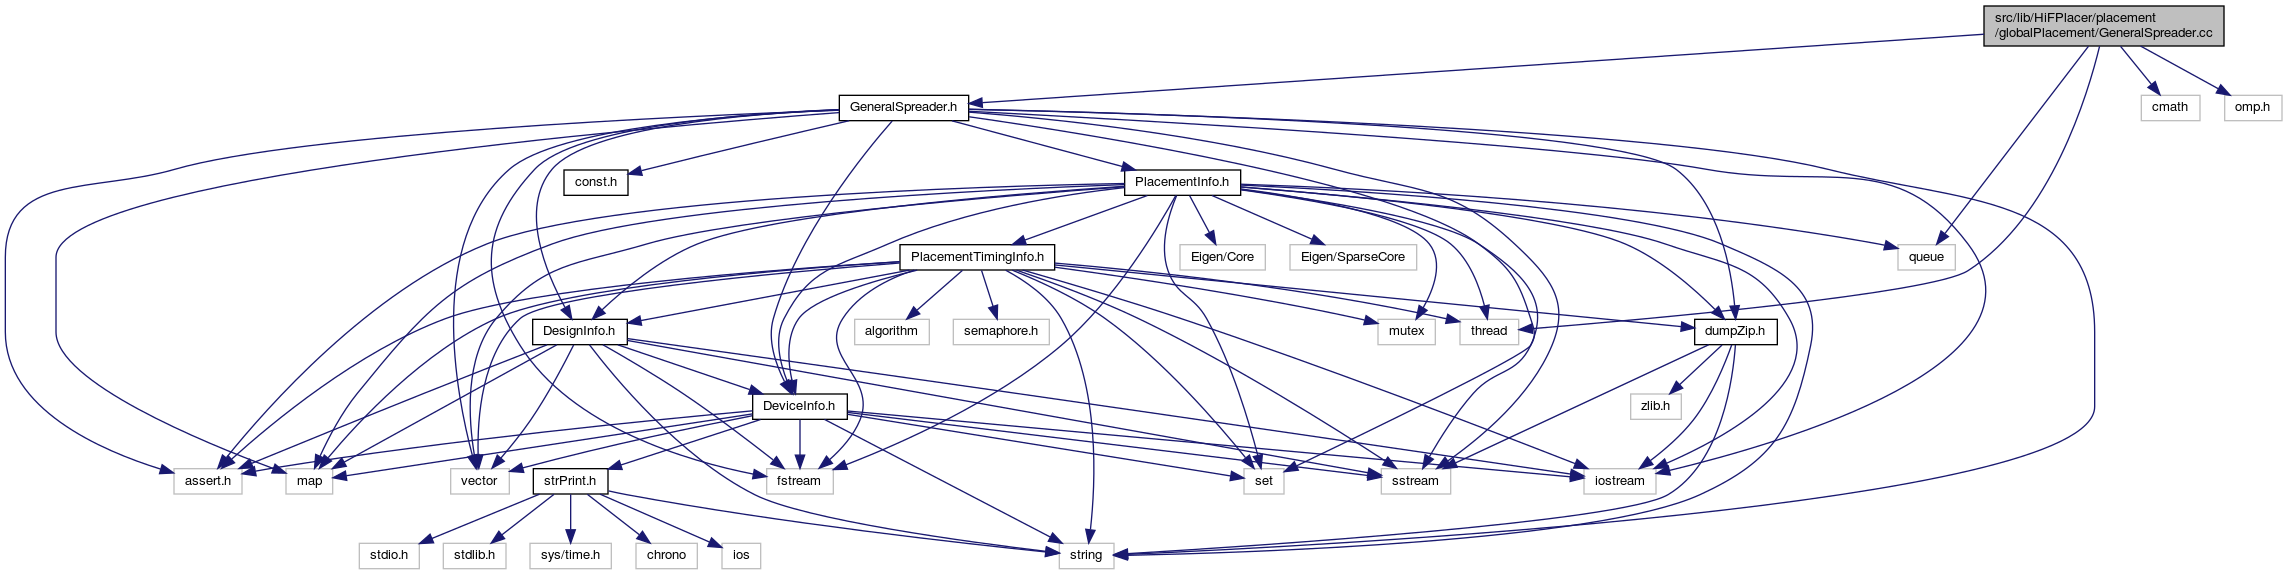 src/lib/HiFPlacer/placement
/globalPlacement/GeneralSpreader.cc
GeneralSpreader.h
cmath
omp.h
const.h
PlacementInfo.h
PlacementTimingInfo.h
Eigen/Core
Eigen/SparseCore
queue
DesignInfo.h
algorithm
semaphore.h
mutex
thread
dumpZip.h
DeviceInfo.h
zlib.h
assert.h
map
vector
strPrint.h
fstream
set
sstream
iostream
stdio.h
stdlib.h
sys/time.h
chrono
ios
string